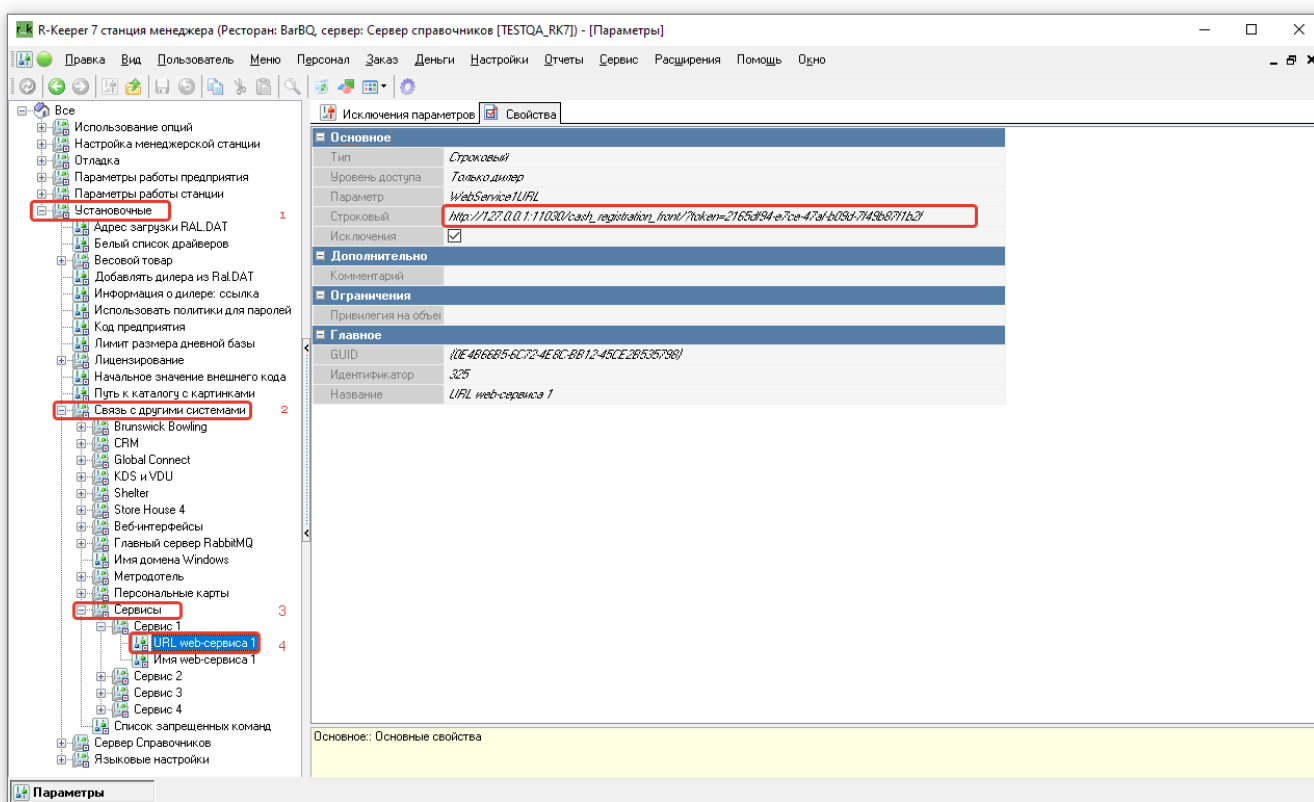 R-Keeper 7 станция менеджера (Ресторан: BarBQ, сервер: Сервер справочников [TESTQA_RK7]) - [Параметры]
Правка Вид Пользователь Меню Персонал Заказ Деньги Настройки Отчеты Сервис Расширения Помощь Окно
Все
Использование опций
Настройка менеджерской станции
Отладка
Параметры работы предприятия
Параметры работы станции
Установочные 1
Адрес загрузки RAL.DAT
Белый список драйверов
Весовой товар
Добавлять дилера из Ral.DAT
Информация о дилере: ссылка
Использовать политики для паролей
Код предприятия
Лимит размера дневной базы
Лицензирование
Начальное значение внешнего кода
Путь к каталогу с картинками
Связь с другими системами 2
Brunswick Bowling
CRM
Global Connect
KDS и VDU
Shelter
Store House 4
Веб-интерфейсы
Главный сервер RabbitMQ
Имя домена Windows
Метродотель
Персональные карты
Сервисы 3
Сервис 1
URL web-сервиса 1 4
Имя web-сервиса 1
Сервис 2
Сервис 3
Сервис 4
Список запрещенных команд
Сервер Справочников
Языковые настройки
Исключения параметров Свойства
Основное
Тип Строковый
Уровень доступа Только дилер
Параметр WebService1URL
Строковый http://127.0.0.1:11030/cash_registration_front/?token=2165df94-e7ce-47af-b09d-7f49b87f1b2f
Исключения
Дополнительно
Комментарий
Ограничения
Привилегия на объе
Главное
GUID {0E4B66B5-6C72-4E8C-BB12-45CE2B535798}
Идентификатор 325
Название URL web-сервиса 1
Основное:: Основные свойства
Параметры